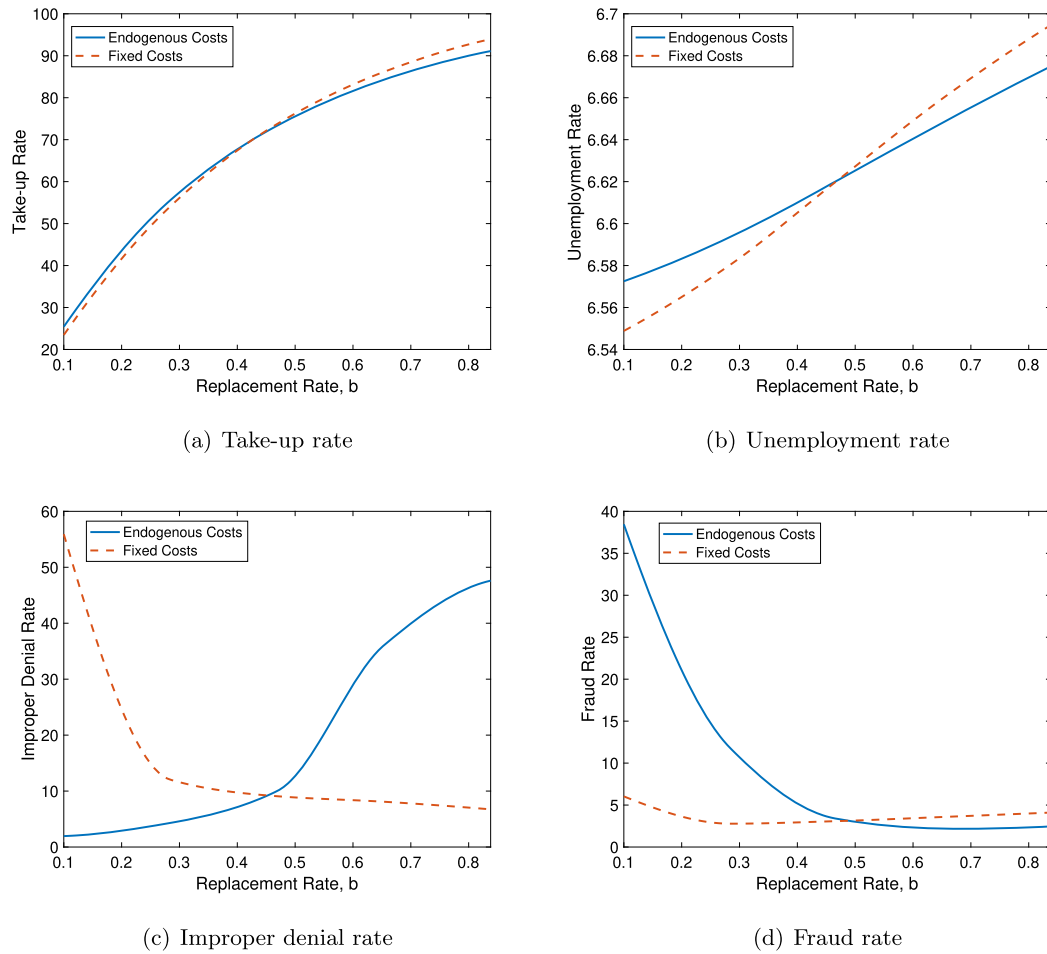 Endogenous Costs
Fixed Costs
Take-up Rate
100
90
80
70
60
50
40
30
20
0.1 0.2 0.3 0.4 0.5 0.6 0.7 0.8
Replacement Rate, b
(a) Take-up rate
Endogenous Costs
Fixed Costs
Unemployment Rate
6.7
6.68
6.66
6.64
6.62
6.6
6.58
6.56
6.54
0.1 0.2 0.3 0.4 0.5 0.6 0.7 0.8
Replacement Rate, b
(b) Unemployment rate
Endogenous Costs
Fixed Costs
Improper Denial Rate
60
50
40
30
20
10
0
0.1 0.2 0.3 0.4 0.5 0.6 0.7 0.8
Replacement Rate, b
(c) Improper denial rate
Endogenous Costs
Fixed Costs
Fraud Rate
40
35
30
25
20
15
10
5
0
0.1 0.2 0.3 0.4 0.5 0.6 0.7 0.8
Replacement Rate, b
(d) Fraud rate